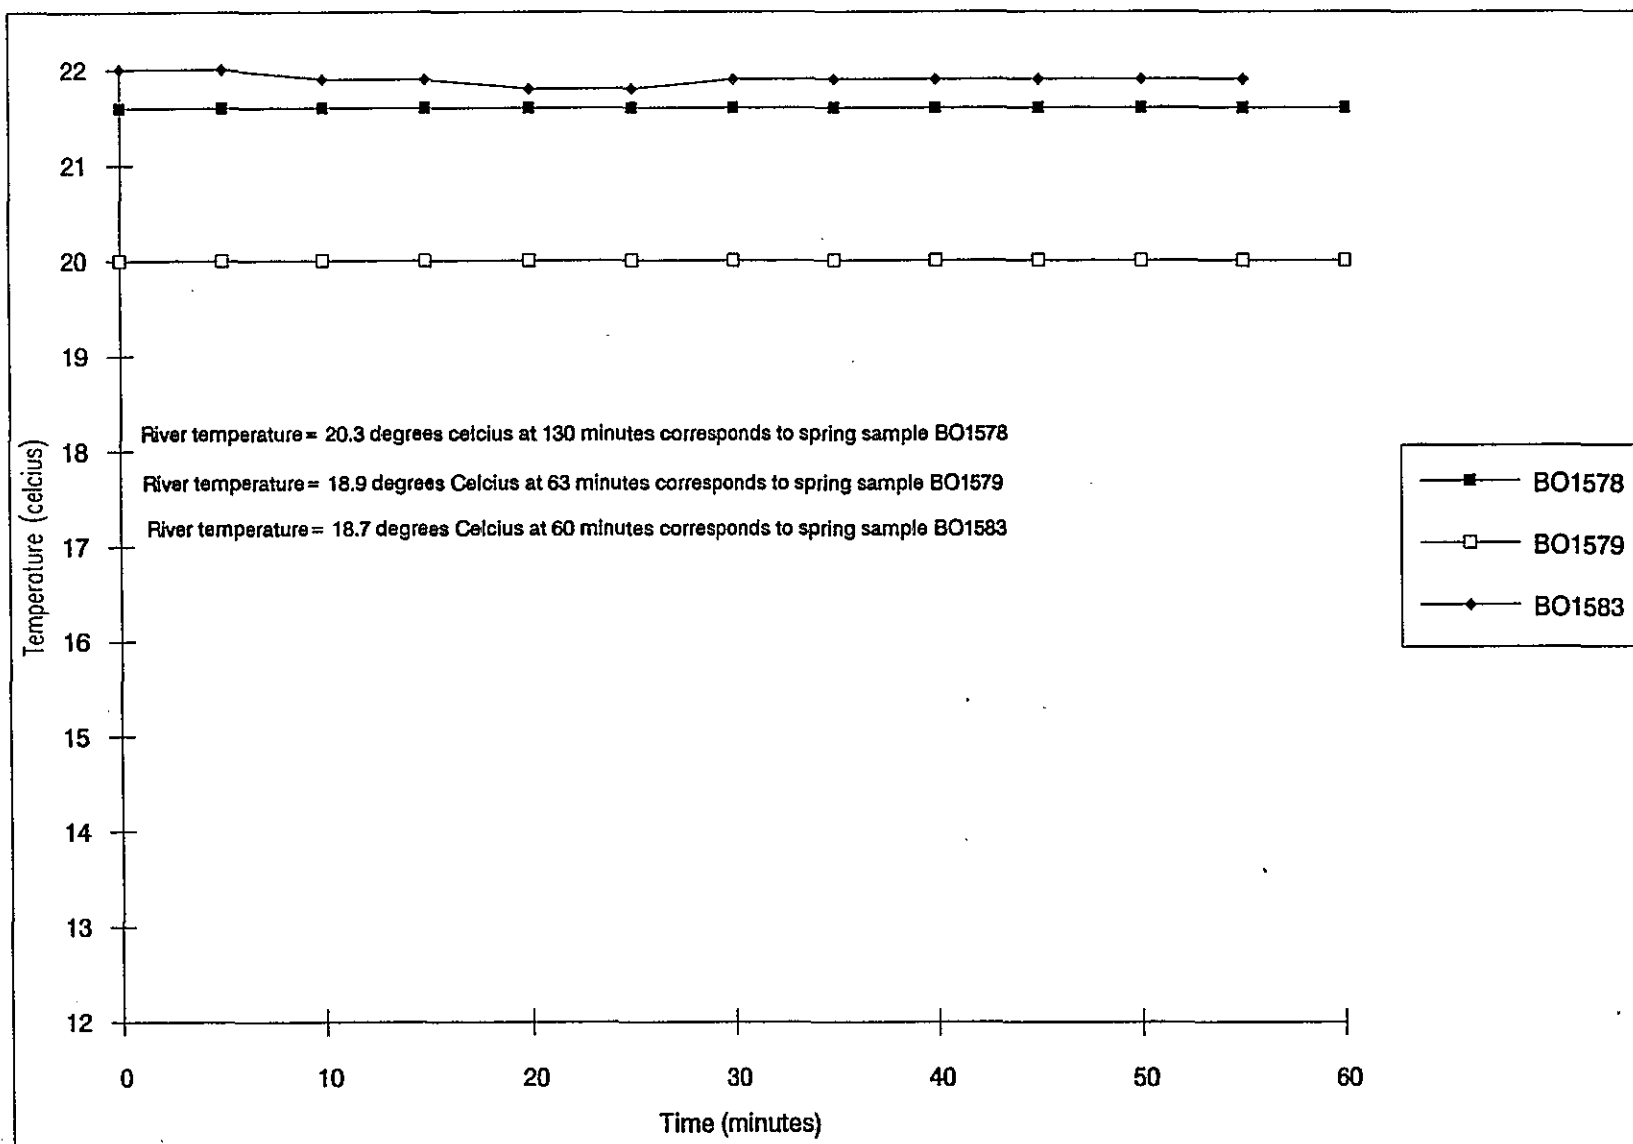 22
21
20
19
18
17
16
15
14
13
12
Temperature (celcius)
River temperature = 20.3 degrees celcius at 130 minutes corresponds to spring sample BO1578
River temperature = 18.9 degrees Celcius at 63 minutes corresponds to spring sample BO1579
River temperature = 18.7 degrees Celcius at 60 minutes corresponds to spring sample BO1583
BO1578
BO1579
BO1583
0 10 20 30 40 50 60
Time (minutes)